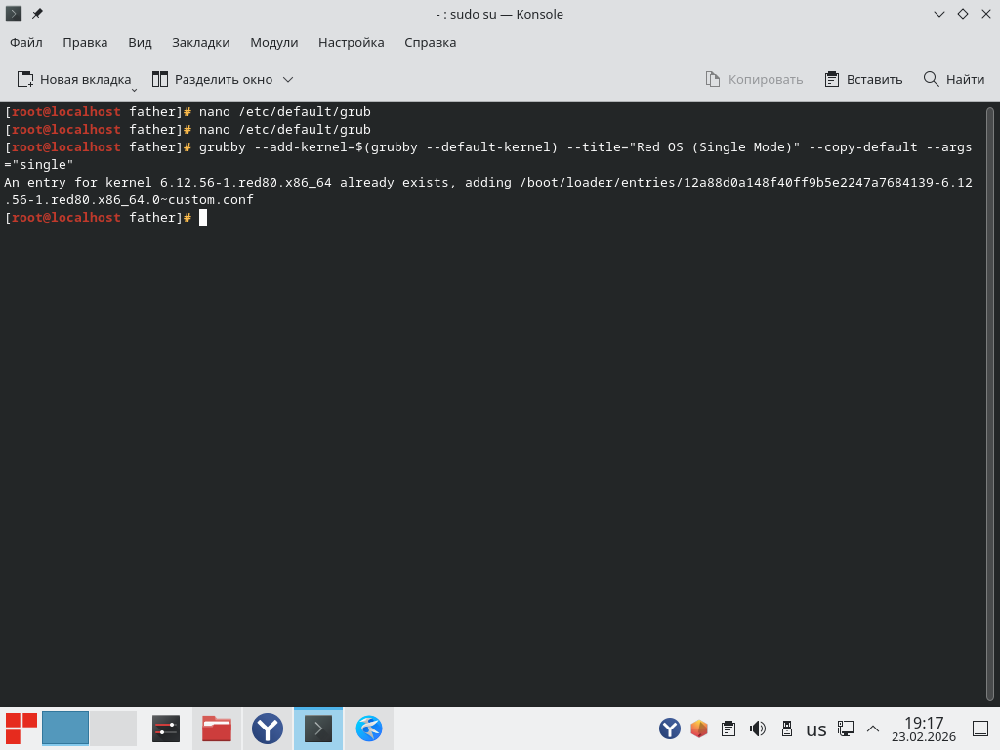 - : sudo su — Konsole
Файл Правка Вид Закладки Модули Настройка Справка
Новая вкладка Разделить окно Копировать Вставить Найти
[root@localhost father]# nano /etc/default/grub
[root@localhost father]# nano /etc/default/grub
[root@localhost father]# grubby --add-kernel=$(grubby --default-kernel) --title="Red OS (Single Mode)" --copy-default --args
="single"
An entry for kernel 6.12.56-1.red80.x86_64 already exists, adding /boot/loader/entries/12a88d0a148f40ff9b5e2247a7684139-6.12
.56-1.red80.x86_64.0~custom.conf
[root@localhost father]#
us
19:17
23.02.2026